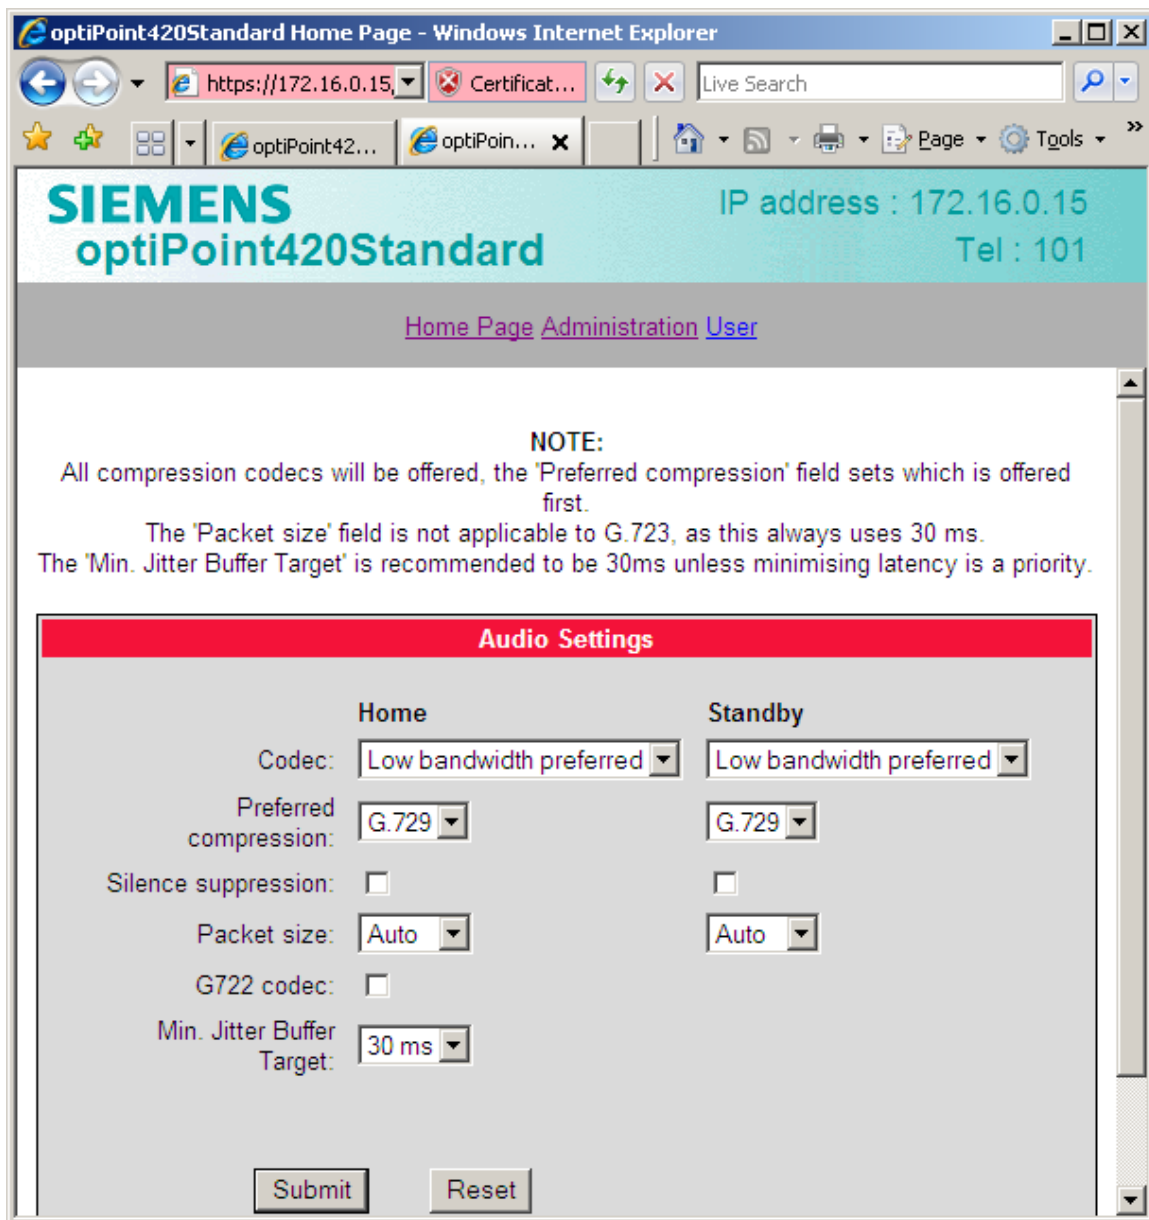 optiPoint420Standard Home Page - Windows Internet Explorer
https://172.16.0.15,
Certificat...
Live Search
optiPoint42...
optiPoin...
Page
Tools
»
SIEMENS
optiPoint420Standard
IP address : 172.16.0.15
Tel : 101
Home Page Administration User
NOTE:
All compression codecs will be offered, the 'Preferred compression' field sets which is offered
first.
The 'Packet size' field is not applicable to G.723, as this always uses 30 ms.
The 'Min. Jitter Buffer Target' is recommended to be 30ms unless minimising latency is a priority.
Audio Settings
Home Standby
Codec: Low bandwidth preferred Low bandwidth preferred
Preferred
compression: G.729 G.729
Silence suppression:
Packet size: Auto Auto
G722 codec:
Min. Jitter Buffer
Target: 30 ms
Submit Reset